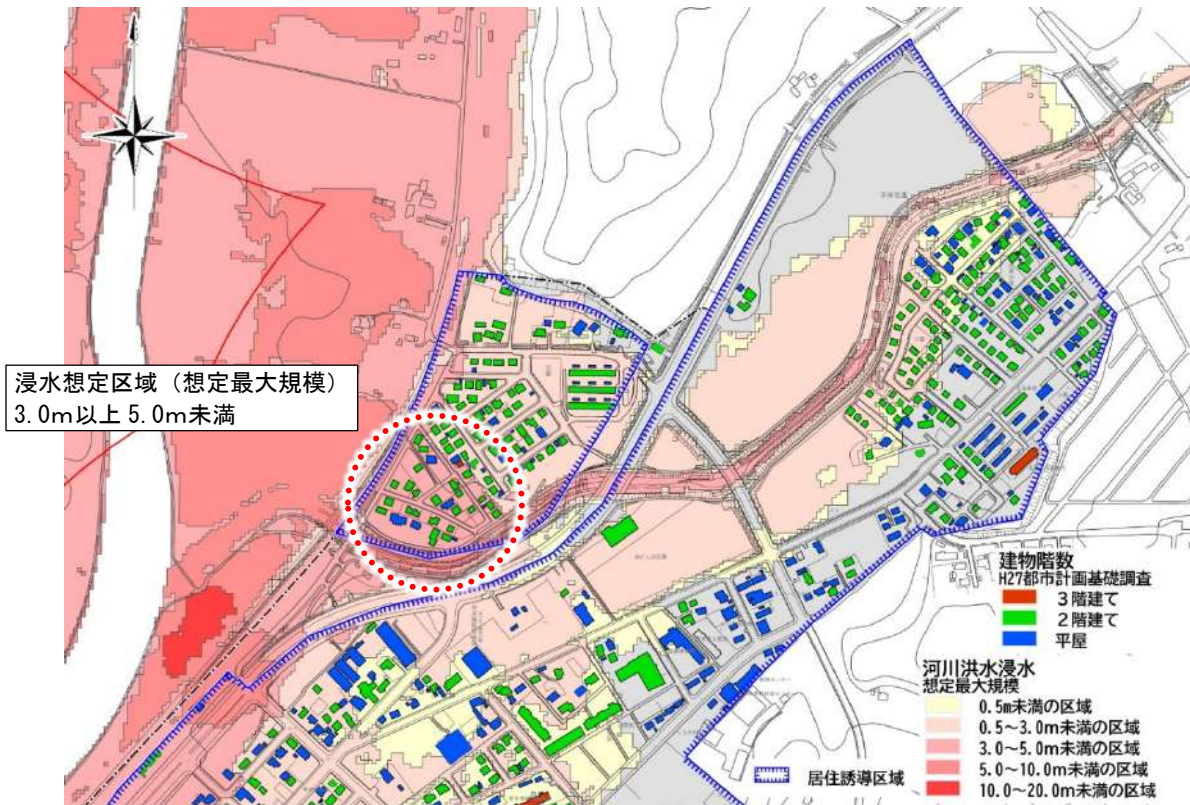 浸水想定区域（想定最大規模）
3.0m以上 5.0m未満
建物階数
H27都市計画基礎調査
３階建て
２階建て
平屋
河川洪水浸水
想定最大規模
0.5m未満の区域
0.5～3.0m未満の区域
3.0～5.0m未満の区域
5.0～10.0m未満の区域
10.0～20.0m未満の区域
居住誘導区域